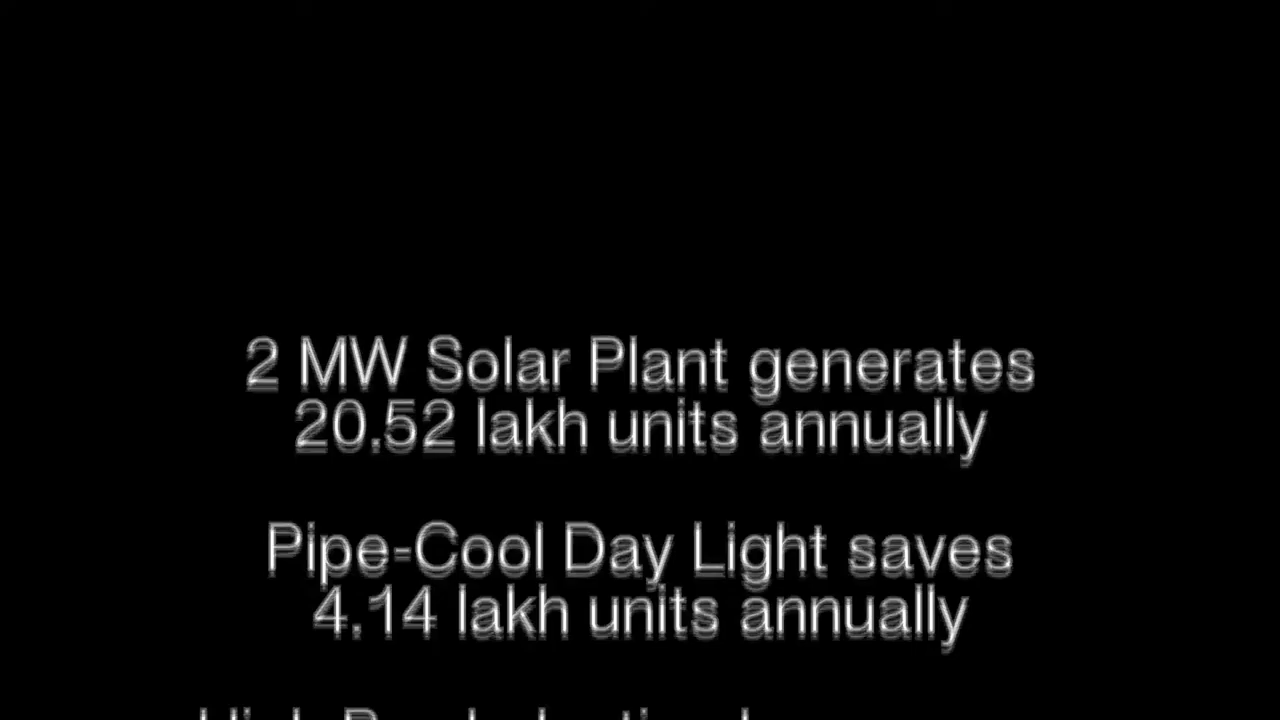 2 MW Solar Plant generates
20.52 lakh units annually
Pipe-Cool Day Light saves
4.14 lakh units annually